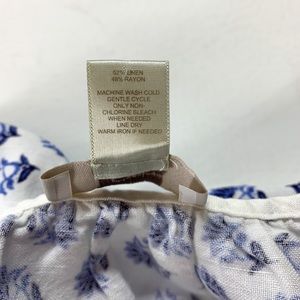 52% LINEN
48% RAYON
MACHINE WASH COLD
GENTLE CYCLE
ONLY NON-
CHLORINE BLEACH
WHEN NEEDED
LINE DRY
WARM IRON IF NEEDED